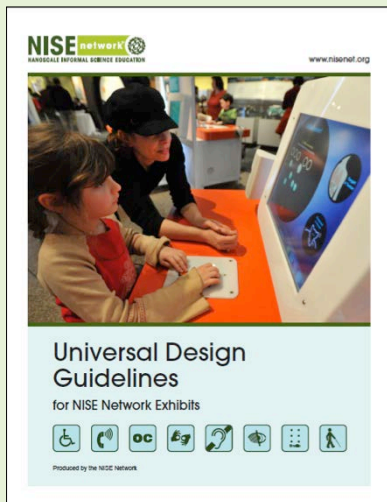 NISE network
NANOSCALE INFORMAL SCIENCE EDUCATION
www.nisenet.org
Universal Design
Guidelines
for NISE Network Exhibits
OC
Produced by the NISE Network